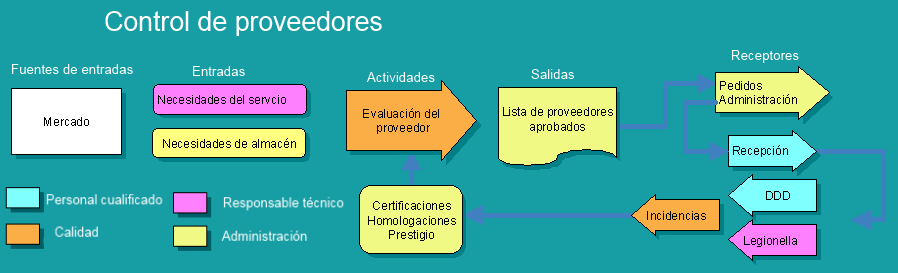 Control de proveedores
Fuentes de entradas
Entradas
Actividades
Salidas
Receptores
Mercado
Necesidades del servcio
Necesidades de almacén
Evaluación del
proveedor
Lista de proveedores
aprobados
Pedidos
Administración
Recepción
DDD
Legionella
Incidencias
Certificaciones
Homologaciones
Prestigio
Personal cualificado
Responsable técnico
Calidad
Administración